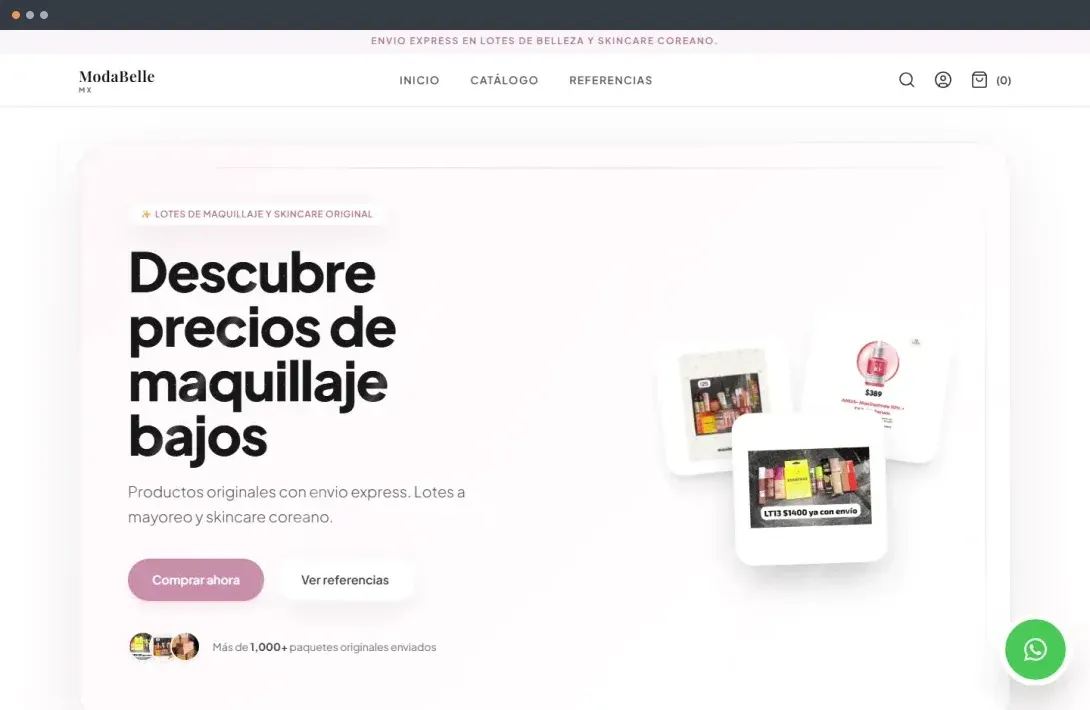 ENVIO EXPRESS EN LOTES DE BELLEZA Y SKINCARE COREANO.
ModaBelle
MX
INICIO
CATÁLOGO
REFERENCIAS
(0)
LOTES DE MAQUILLAJE Y SKINCARE ORIGINAL
Descubre
precios de
maquillaje
bajos
Productos originales con envio express. Lotes a
mayoreo y skincare coreano.
Comprar ahora
Ver referencias
Más de 1,000+ paquetes originales enviados
$389
LT13 $1400 ya con envío